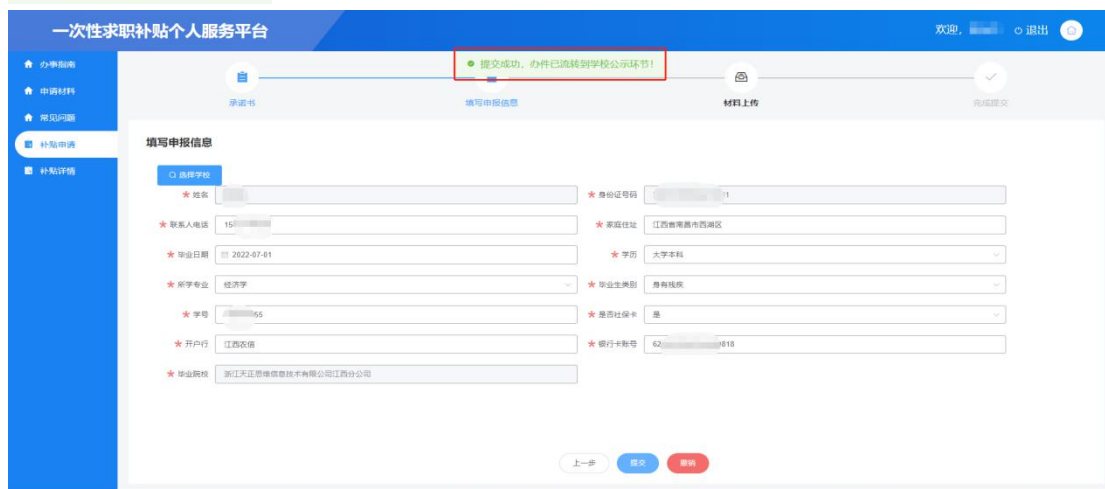 一次性求职补贴个人服务平台
欢迎, 退出
办事指南
申请材料
常见问题
补贴申请
补贴详情
提交成功，办件已流转到学校公示环节！
承诺书 填写申报信息 材料上传 完成提交
填写申报信息
选择学校
* 姓名 * 身份证号码 1
* 联系人电话 15 * 家庭住址 江西省南昌市西湖区
* 毕业日期 2022-07-01 * 学历 大学本科
* 所学专业 经济学 * 毕业生类别 身有残疾
* 学号 55 * 是否社保卡 是
* 开户行 江西农信 * 银行卡账号 62 9818
* 毕业院校 浙江天正思维信息技术有限公司江西分公司
上一步 提交 撤销